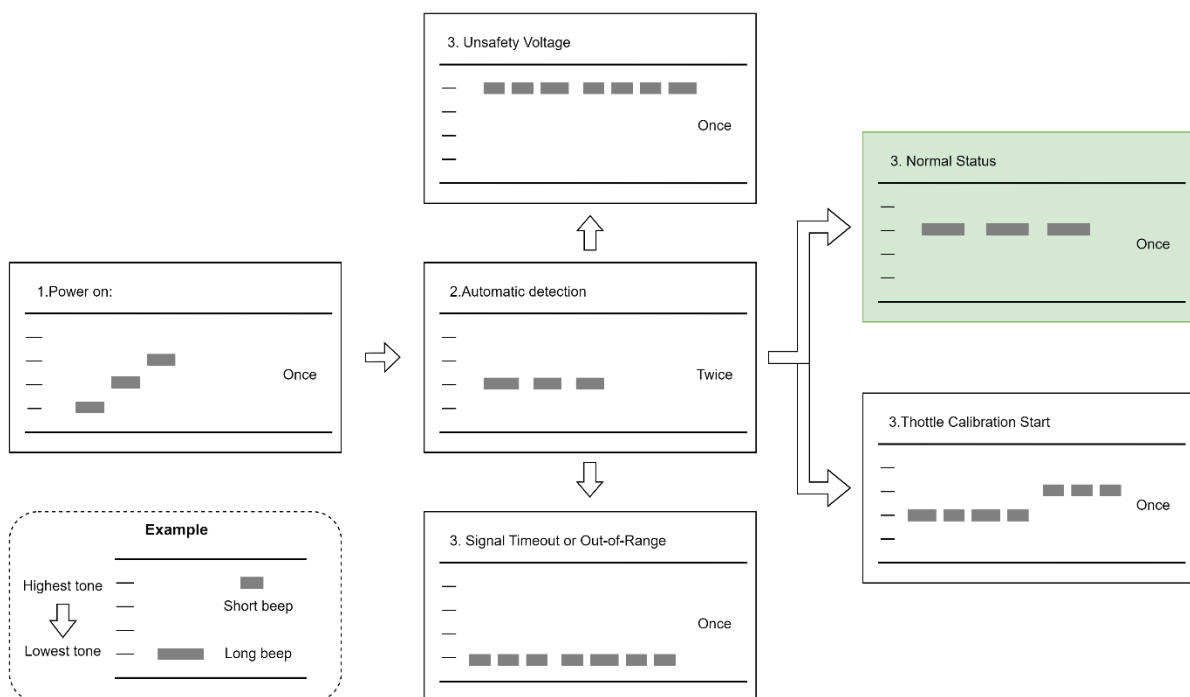 3. Unsafety Voltage
Once
3. Normal Status
Once
1.Power on:
Once
2.Automatic detection
Twice
3.Thottle Calibration Start
Once
Example
Highest tone
Short beep
Lowest tone
Long beep
3. Signal Timeout or Out-of-Range
Once